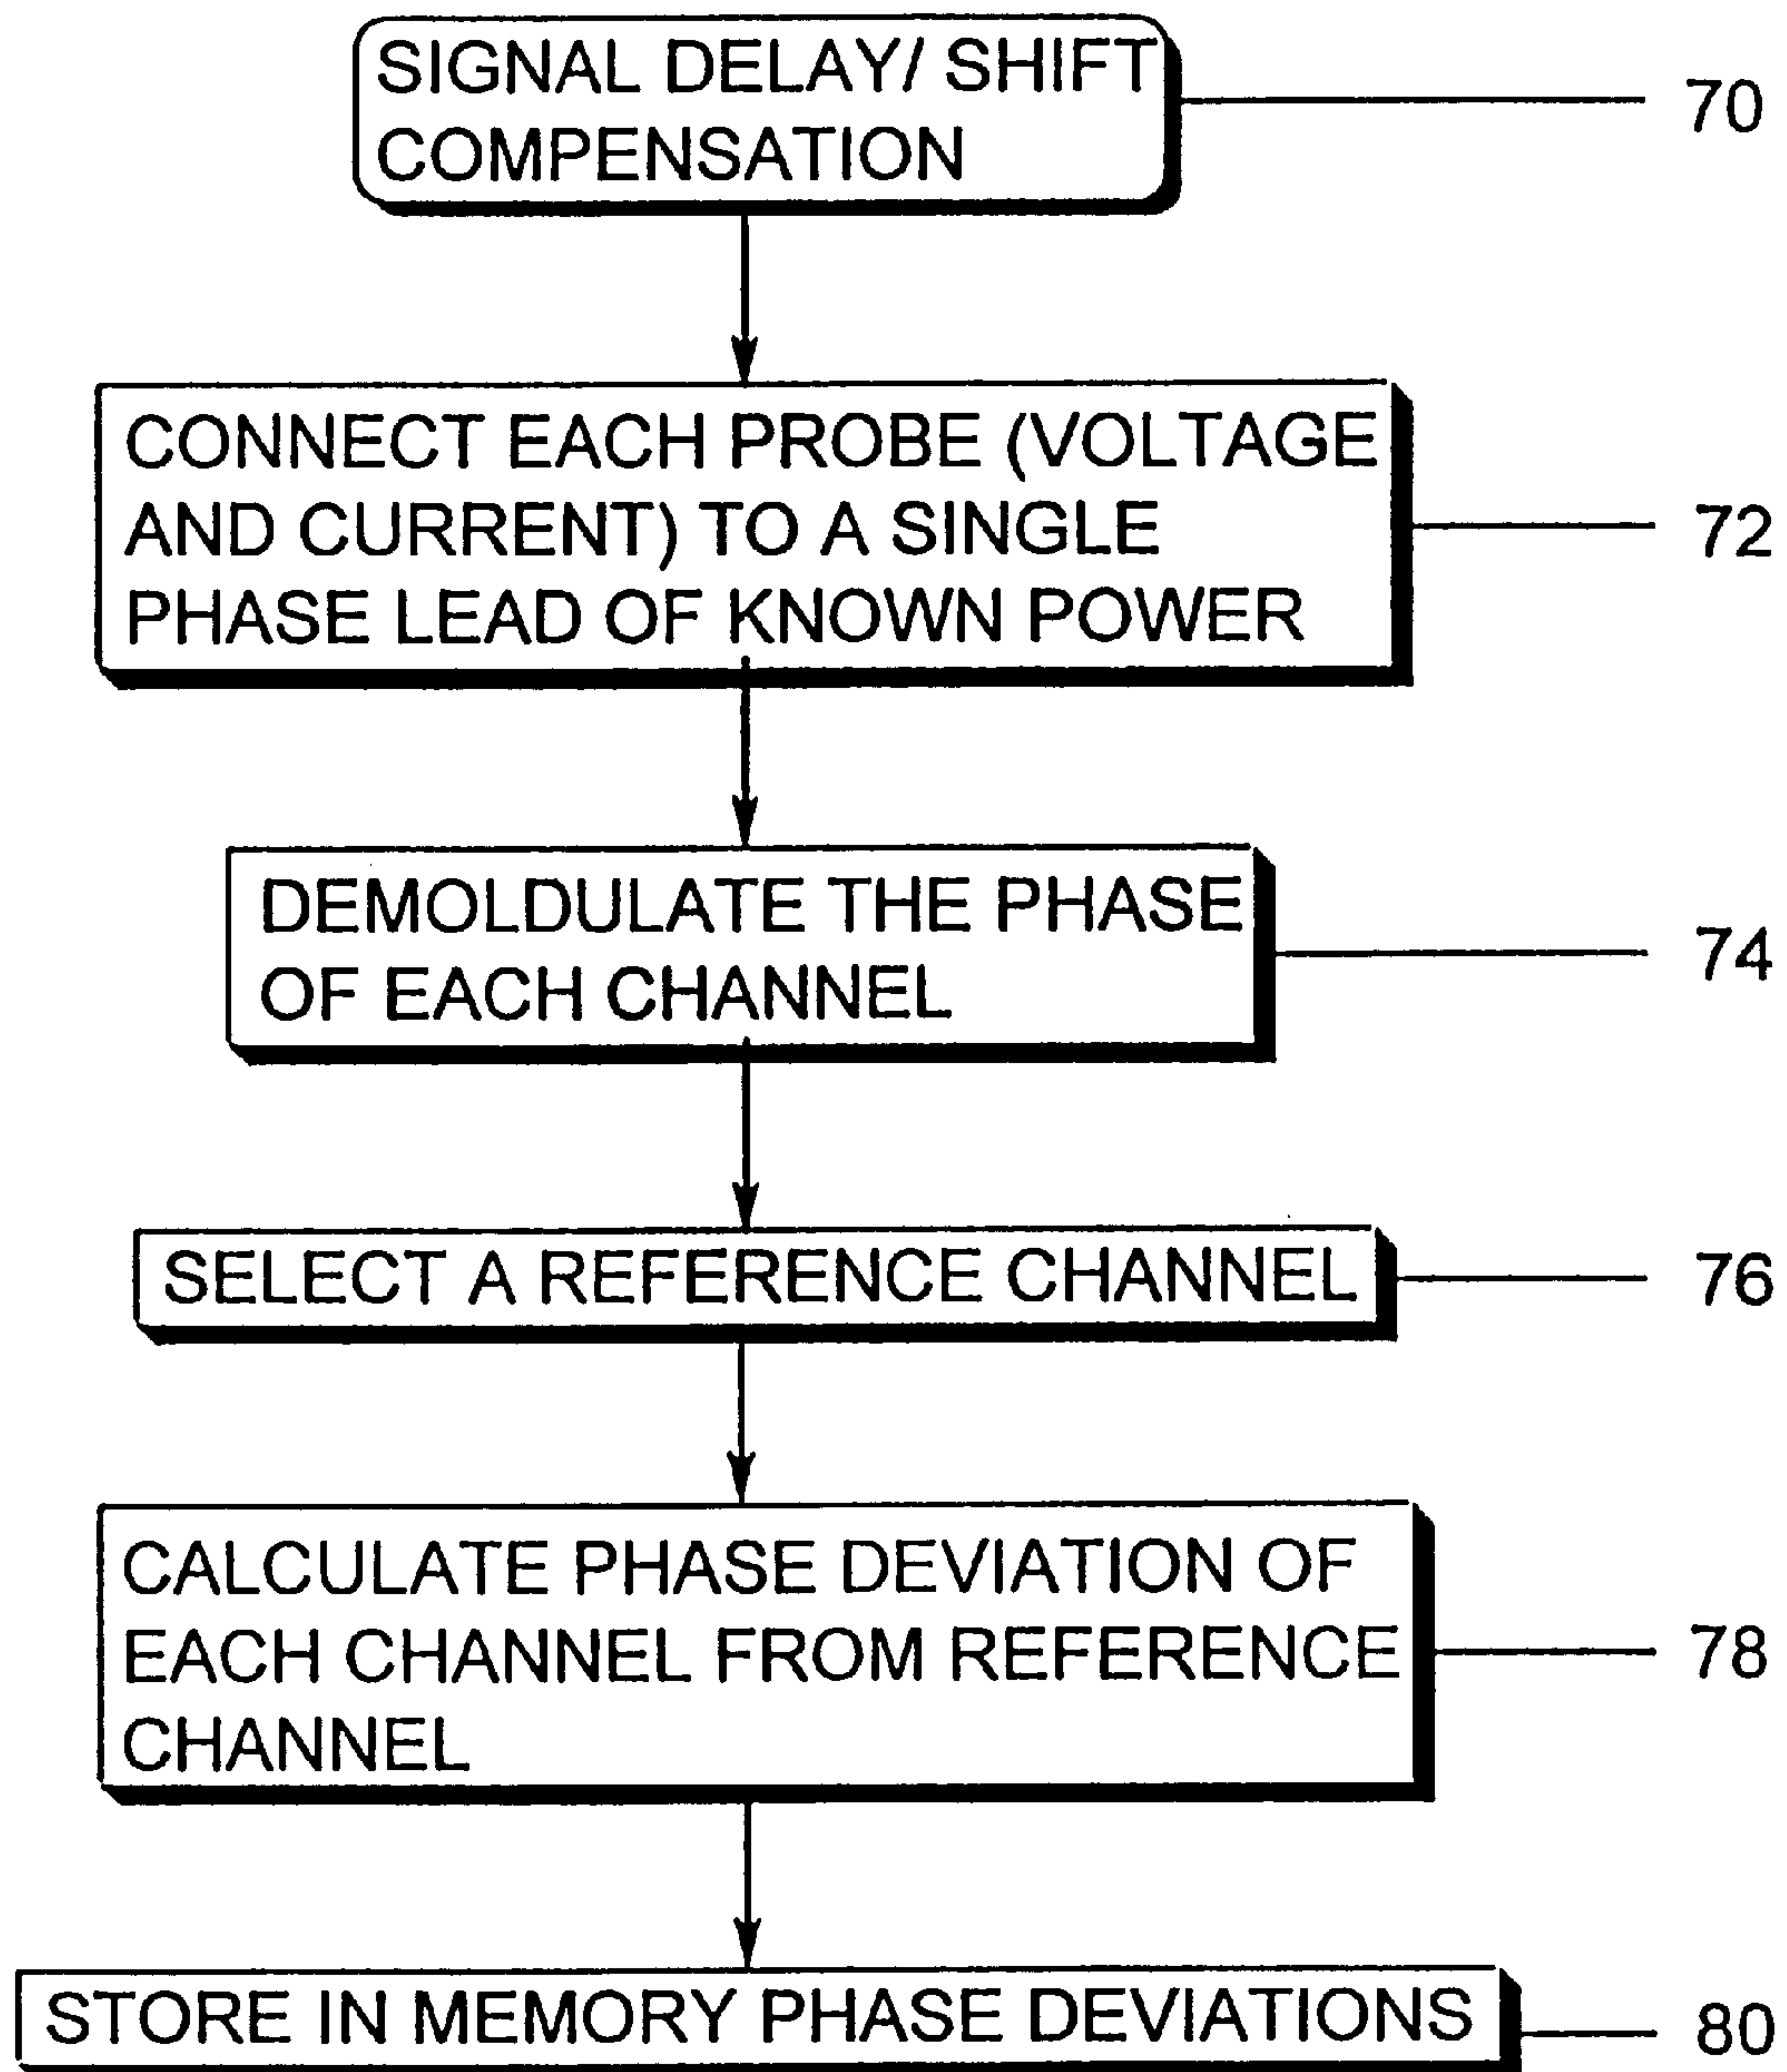 SIGNAL DELAY/ SHIFT
COMPENSATION
70
CONNECT EACH PROBE (VOLTAGE
AND CURRENT) TO A SINGLE
PHASE LEAD OF KNOWN POWER
72
DEMOLDULATE THE PHASE
OF EACH CHANNEL
74
SELECT A REFERENCE CHANNEL
76
CALCULATE PHASE DEVIATION OF
EACH CHANNEL FROM REFERENCE
CHANNEL
78
STORE IN MEMORY PHASE DEVIATIONS
80